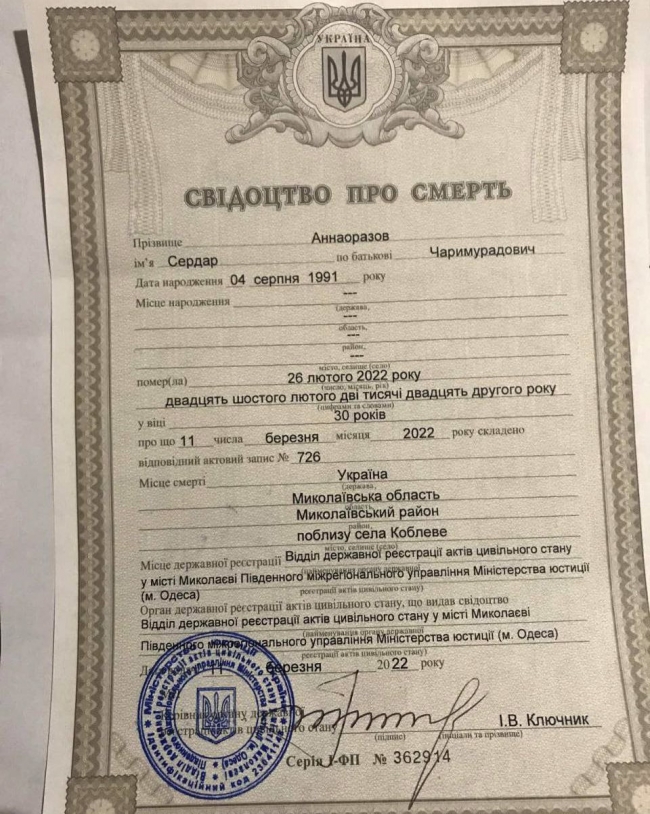 УКРАЇНА
СВІДОЦТВО ПРО СМЕРТЬ
Прізвище Аннаоразов
ім'я Сердар по батькові Чаримурадович
Дата народження 04 серпня 1991 року
Місце народження ---
(держава,
---
область,
---
район,
---
місто, селище (село)
помер(ла) 26 лютого 2022 року
(число, місяць, рік)
двадцять шостого лютого дві тисячі двадцять другого року
(цифрами та словами)
у віці 30 років
про що 11 числа березня місяця 2022 року складено
відповідний актовий запис № 726
Місце смерті Україна
(держава,
Миколаївська область
область,
Миколаївський район
район,
поблизу села Коблеве
місто, селище (село)
Місце державної реєстрації Відділ державної реєстрації актів цивільного стану
(найменування органу державної
у місті Миколаєві Південного міжрегіонального управління Міністерства юстиції
реєстрації актів цивільного стану)
(м. Одеса)
Орган державної реєстрації актів цивільного стану, що видав свідоцтво
Відділ державної реєстрації актів цивільного стану у місті Миколаєві
(найменування органу державної
Південного міжрегіонального управління Міністерства юстиції (м. Одеса)
реєстрації актів цивільного стану)
11 березня 2022 року
І.В. Ключник
(підпис) (ініціали та прізвище)
Серія І-ФП № 362914